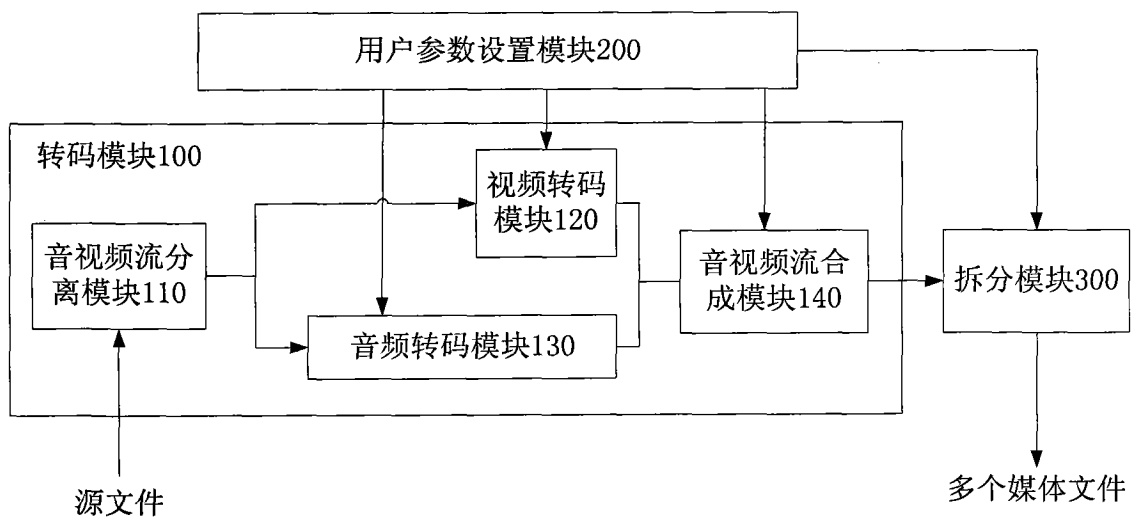 用户参数设置模块200
转码模块100
视频转码
模块120
音视频流分
离模块110
音视频流合
成模块140
拆分模块300
音频转码模块130
源文件
多个媒体文件